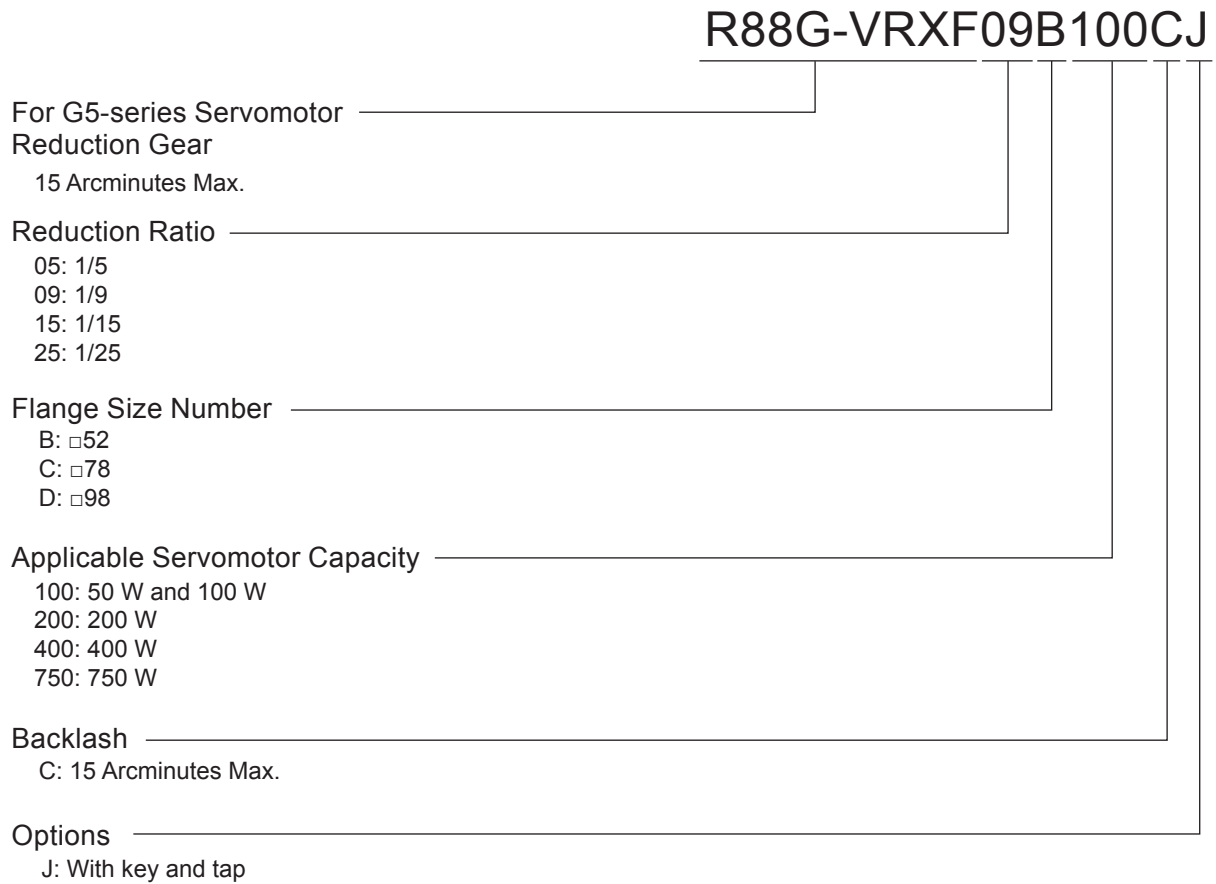 R88G-VRXF09B100CJ
For G5-series Servomotor
Reduction Gear
15 Arcminutes Max.
Reduction Ratio
05: 1/5
09: 1/9
15: 1/15
25: 1/25
Flange Size Number
B: □52
C: □78
D: □98
Applicable Servomotor Capacity
100: 50 W and 100 W
200: 200 W
400: 400 W
750: 750 W
Backlash
C: 15 Arcminutes Max.
Options
J: With key and tap